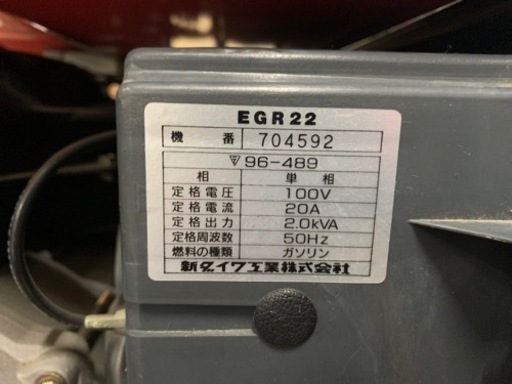 EGR22
機 番 704592
〒96-489
相 単相
定格電圧 100V
定格電流 20A
定格出力 2.0kVA
定格周波数 50Hz
燃料の種類 ガソリン
新ダイワ工業株式会社